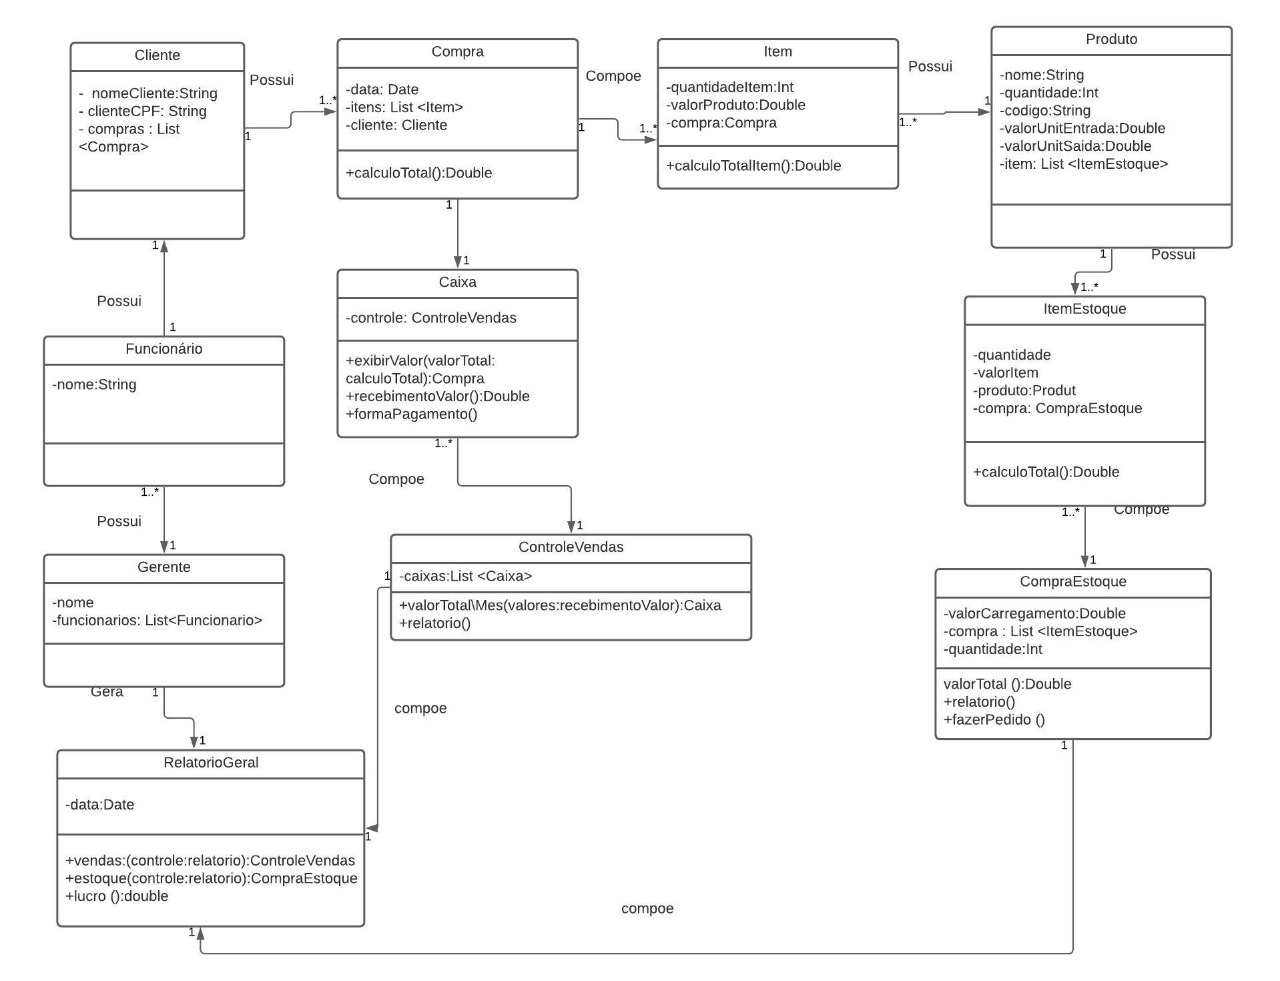 Cliente
-  nomeCliente:String
- clienteCPF: String
- compras : List
<Compra>
Possui
1
1..*
Compra
-data: Date
-itens: List <Item>
-cliente: Cliente
+calculoTotal():Double
Compoe
1
1..*
Item
-quantidadeItem:Int
-valorProduto:Double
-compra:Compra
+calculoTotalItem():Double
Possui
1..*
1
Produto
-nome:String
-quantidade:Int
-codigo:String
-valorUnitEntrada:Double
-valorUnitSaida:Double
-item: List <ItemEstoque>
1
Possui
1..*
ItemEstoque
-quantidade
-valorItem
-produto:Produt
-compra: CompraEstoque
+calculoTotal():Double
1..*
Compoe
1
CompraEstoque
-valorCarregamento:Double
-compra : List <ItemEstoque>
-quantidade:Int
valorTotal ():Double
+relatorio()
+fazerPedido ()
1
1
1
Caixa
-controle: ControleVendas
+exibirValor(valorTotal:
calculoTotal):Compra
+recebimentoValor():Double
+formaPagamento()
1..*
Compoe
1
ControleVendas
-caixas:List <Caixa>
+valorTotal\Mes(valores:recebimentoValor):Caixa
+relatorio()
1
compoe
1
1
Possui
1
Funcionário
-nome:String
1..*
Possui
1
Gerente
-nome
-funcionarios: List<Funcionario>
Gera
1
1
RelatorioGeral
-data:Date
+vendas:(controle:relatorio):ControleVendas
+estoque(controle:relatorio):CompraEstoque
+lucro ():double
1
compoe